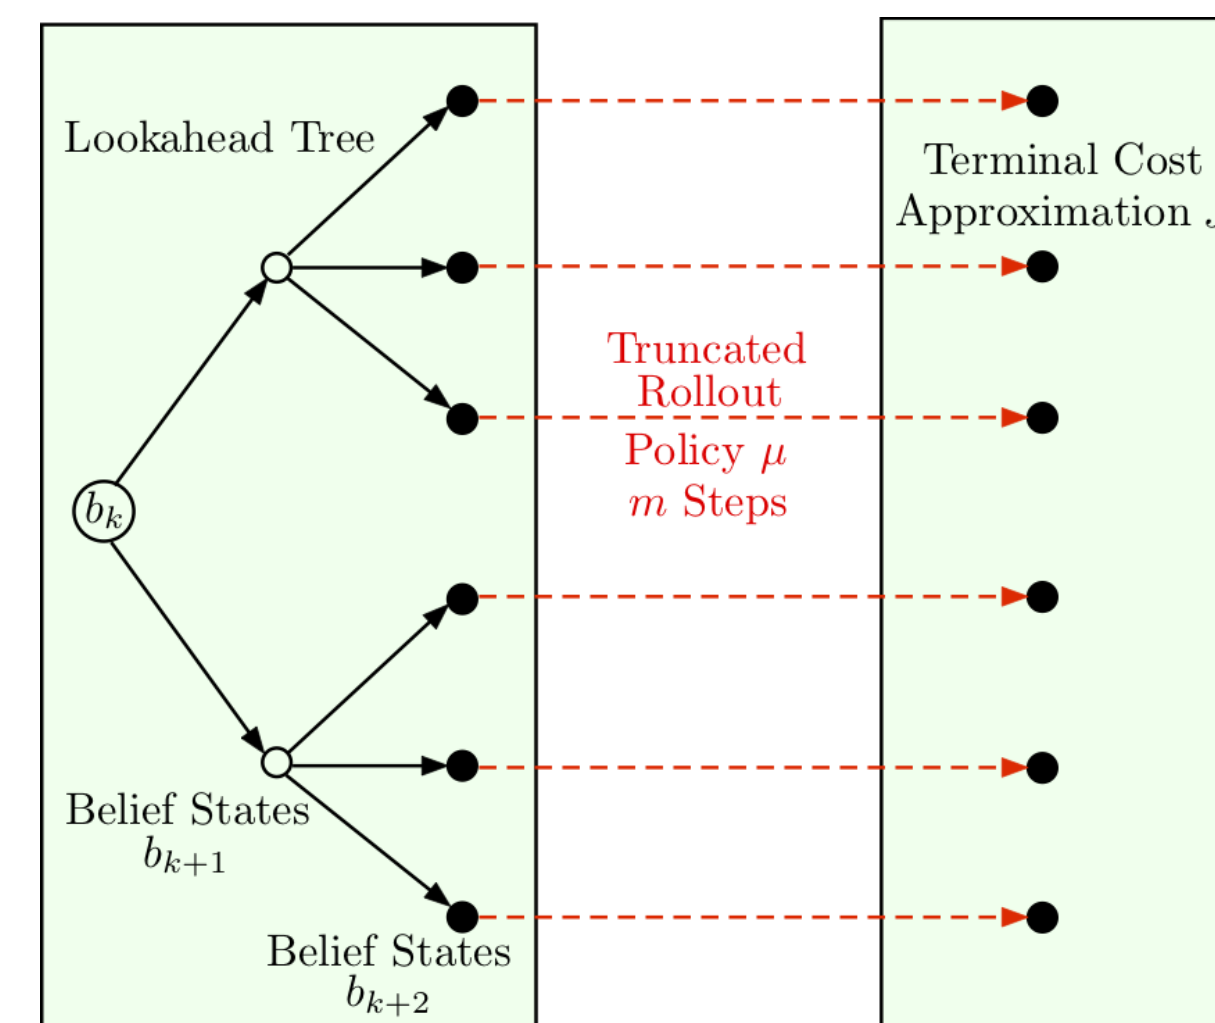 Lookahead Tree
Terminal Cost
Approximation
Truncated
Rollout
Policy μ
m Steps
b_k
Belief States
b_{k+1}
Belief States
b_{k+2}